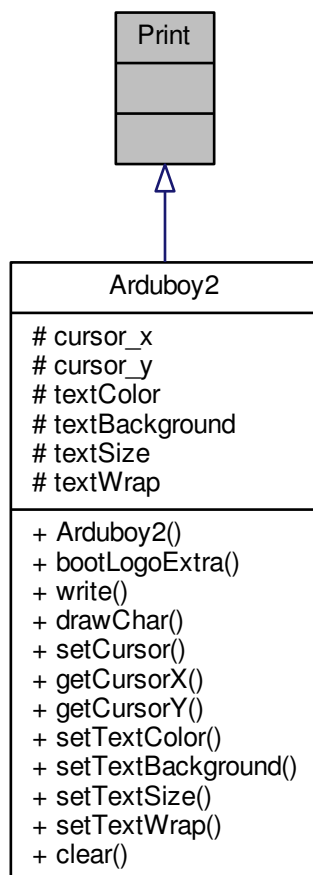 Print
Arduboy2
# cursor_x
# cursor_y
# textColor
# textBackground
# textSize
# textWrap
+ Arduboy2()
+ bootLogoExtra()
+ write()
+ drawChar()
+ setCursor()
+ getCursorX()
+ getCursorY()
+ setTextColor()
+ setTextBackground()
+ setTextSize()
+ setTextWrap()
+ clear()